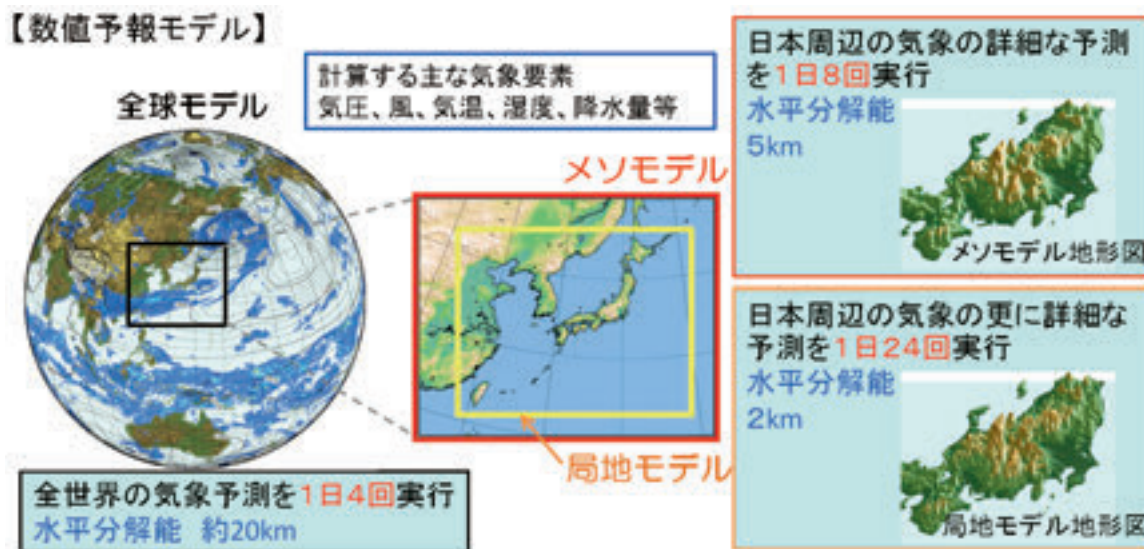 【数値予報モデル】
全球モデル
計算する主な気象要素
気圧、風、気温、湿度、降水量等
メソモデル
局地モデル
全世界の気象予測を1日4回実行
水平分解能 約20km
日本周辺の気象の詳細な予測
を1日8回実行
水平分解能
5km
メソモデル地形図
日本周辺の気象の更に詳細な
予測を1日24回実行
水平分解能
2km
局地モデル地形図